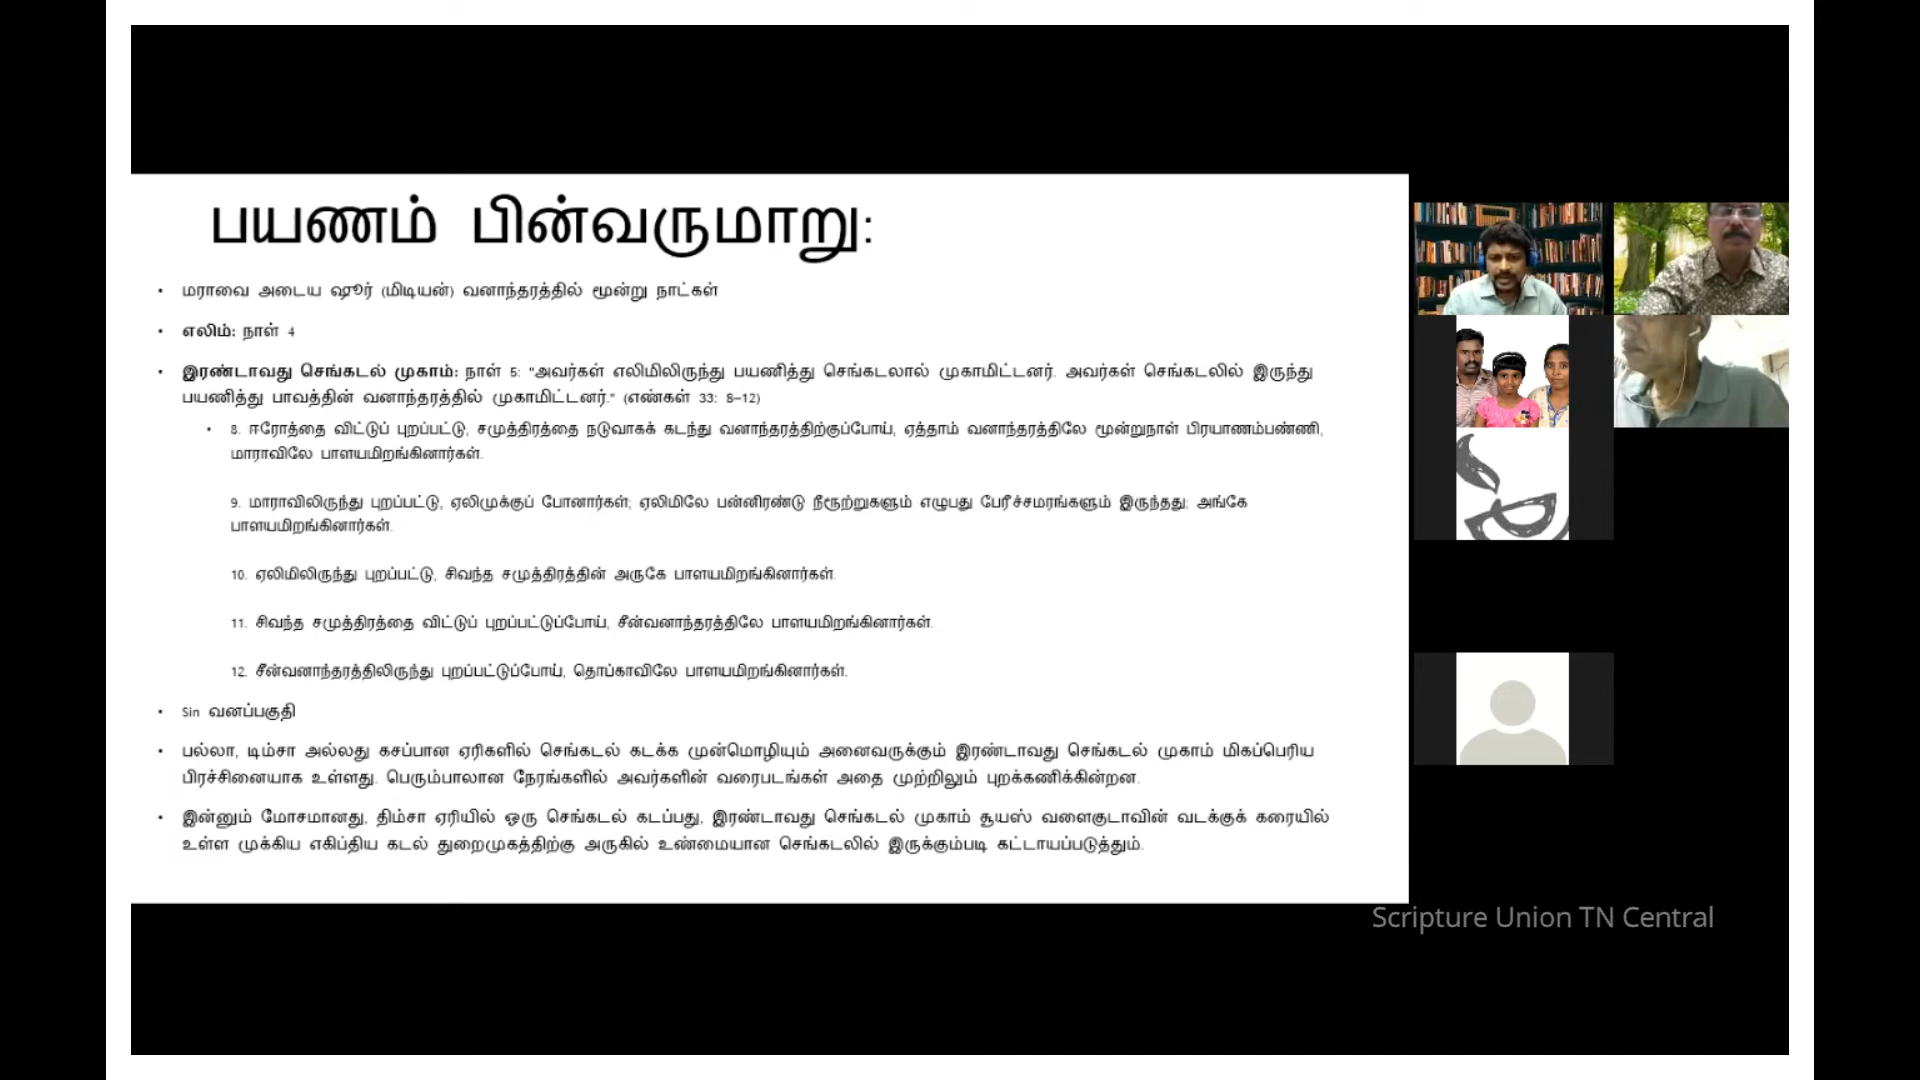 பயணம் பின்வருமாறு:
• மராவை அடைய ஷூர் (மிடியன்) வனாந்தரத்தில் மூன்று நாட்கள்
• எலிம்: நாள் 4
• இரண்டாவது செங்கடல் முகாம்: நாள் 5: "அவர்கள் எலிமிலிருந்து பயணித்து செங்கடலால் முகாமிட்டனர். அவர்கள் செங்கடலில் இருந்து
பயணித்து பாவத்தின் வனாந்தரத்தில் முகாமிட்டனர்." (எண்கள் 33: 8–12)
• 8. ஈரோத்தை விட்டுப் புறப்பட்டு, சமுத்திரத்தை நடுவாகக் கடந்து வனாந்தரத்திற்குப்போய், ஏத்தாம் வனாந்தரத்திலே மூன்றுநாள் பிரயாணம்பண்ணி,
மாராவிலே பாளயமிறங்கினார்கள்.
9. மாராவிலிருந்து புறப்பட்டு, ஏலிமுக்குப் போனார்கள்; ஏலிமிலே பன்னிரண்டு நீரூற்றுகளும் எழுபது பேரீச்சமரங்களும் இருந்தது; அங்கே
பாளயமிறங்கினார்கள்.
10. ஏலிமிலிருந்து புறப்பட்டு, சிவந்த சமுத்திரத்தின் அருகே பாளயமிறங்கினார்கள்.
11. சிவந்த சமுத்திரத்தை விட்டுப் புறப்பட்டுப்போய், சீன்வனாந்தரத்திலே பாளயமிறங்கினார்கள்.
12. சீன்வனாந்தரத்திலிருந்து புறப்பட்டுப்போய், தொப்காவிலே பாளயமிறங்கினார்கள்.
• Sin வனப்பகுதி
• பல்லா, டிம்சா அல்லது கசப்பான ஏரிகளில் செங்கடல் கடக்க முன்மொழியும் அனைவருக்கும் இரண்டாவது செங்கடல் முகாம் மிகப்பெரிய
பிரச்சினையாக உள்ளது. பெரும்பாலான நேரங்களில் அவர்களின் வரைபடங்கள் அதை முற்றிலும் புறக்கணிக்கின்றன.
• இன்னும் மோசமானது, திம்சா ஏரியில் ஒரு செங்கடல் கடப்பது, இரண்டாவது செங்கடல் முகாம் சூயஸ் வளைகுடாவின் வடக்குக் கரையில்
உள்ள முக்கிய எகிப்திய கடல் துறைமுகத்திற்கு அருகில் உண்மையான செங்கடலில் இருக்கும்படி கட்டாயப்படுத்தும்.
Scripture Union TN Central